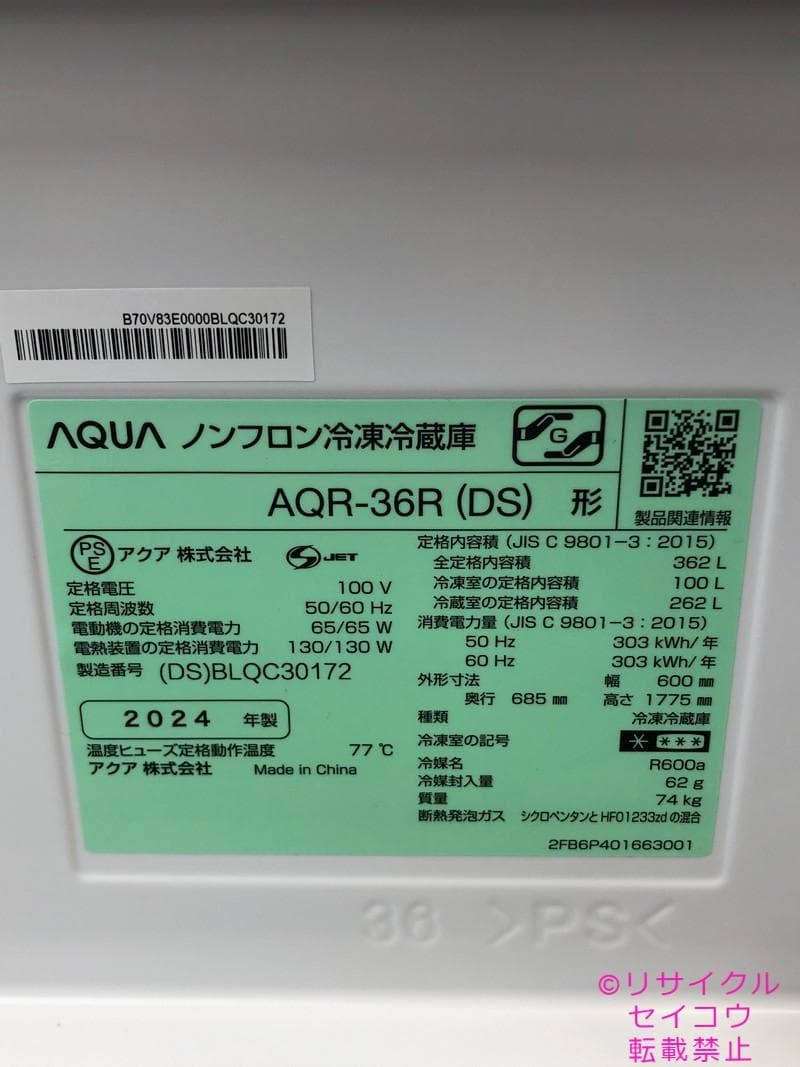 B70V83E0000BLQC30172
AQUA ノンフロン冷凍冷蔵庫
G
AQR-36R (DS) 形
製品関連情報
PSE アクア 株式会社 S-JET
定格電圧 100 V
定格周波数 50/60 Hz
電動機の定格消費電力 65/65 W
電熱装置の定格消費電力 130/130 W
製造番号 (DS)BLQC30172
2024 年製
温度ヒューズ定格動作温度 77 ℃
アクア 株式会社 Made in China
定格内容積 (JIS C 9801-3:2015)
全定格内容積 362 L
冷凍室の定格内容積 100 L
冷蔵室の定格内容積 262 L
消費電力量 (JIS C 9801-3:2015)
50 Hz 303 kWh/年
60 Hz 303 kWh/年
外形寸法 幅 600 mm
奥行 685 mm 高さ 1775 mm
種類 冷凍冷蔵庫
冷凍室の記号 * ***
冷媒名 R600a
冷媒封入量 62 g
質量 74 kg
断熱発泡ガス シクロペンタンとHFO1233zdの混合
2FB6P401663001
36 >PS<
©リサイクル
セイコウ
転載禁止